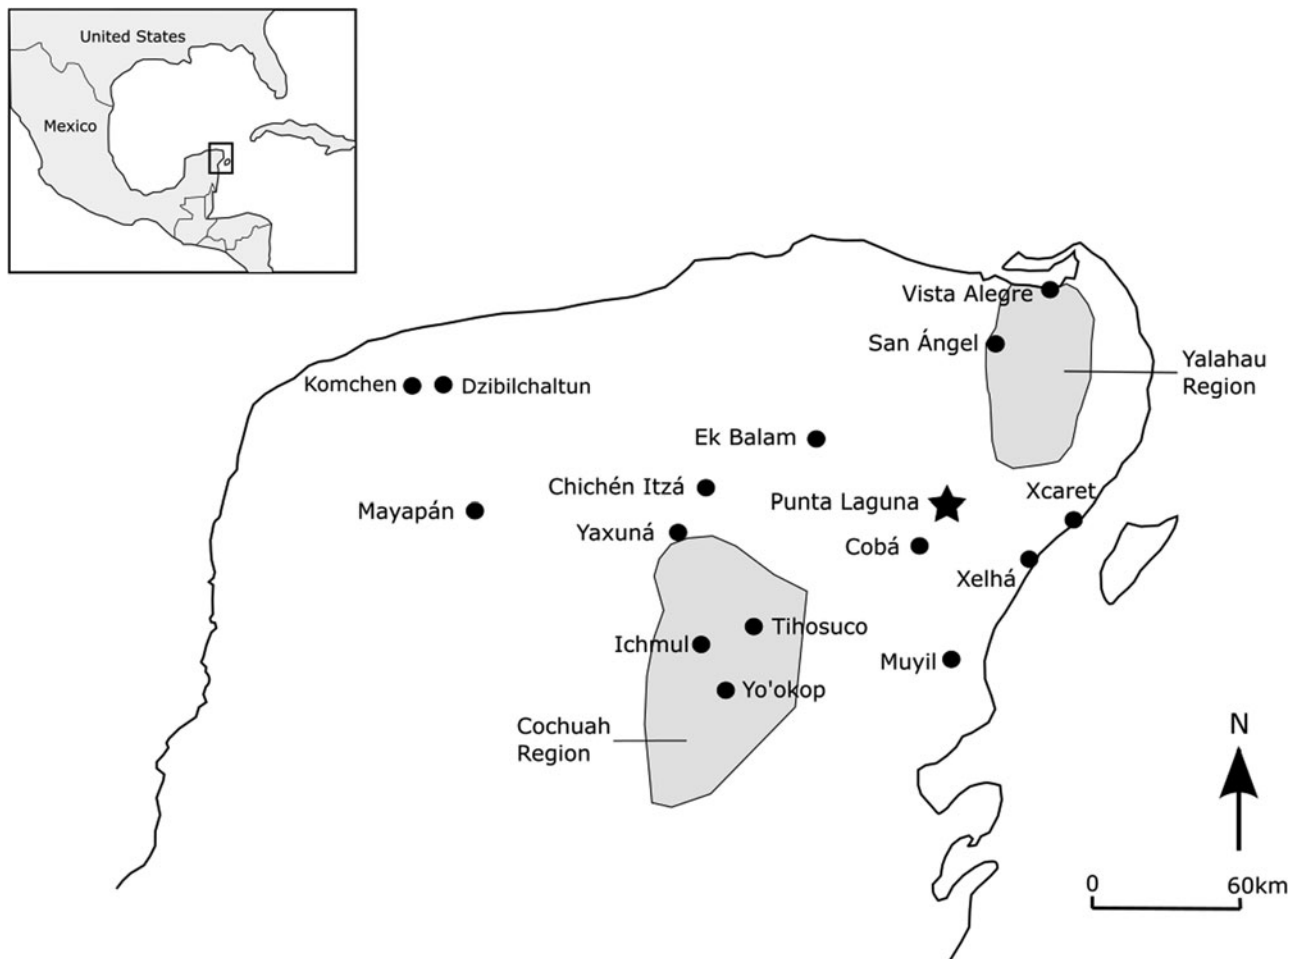 United States
Mexico
Vista Alegre
San Ángel
Yalahau
Region
Komchen
Dzibilchaltun
Ek Balam
Chichén Itzá
Punta Laguna
Xcaret
Mayapán
Yaxuná
Cobá
Xelhá
Tihosuco
Ichmul
Muyil
Yo'okop
Cochuah
Region
N
0
60km